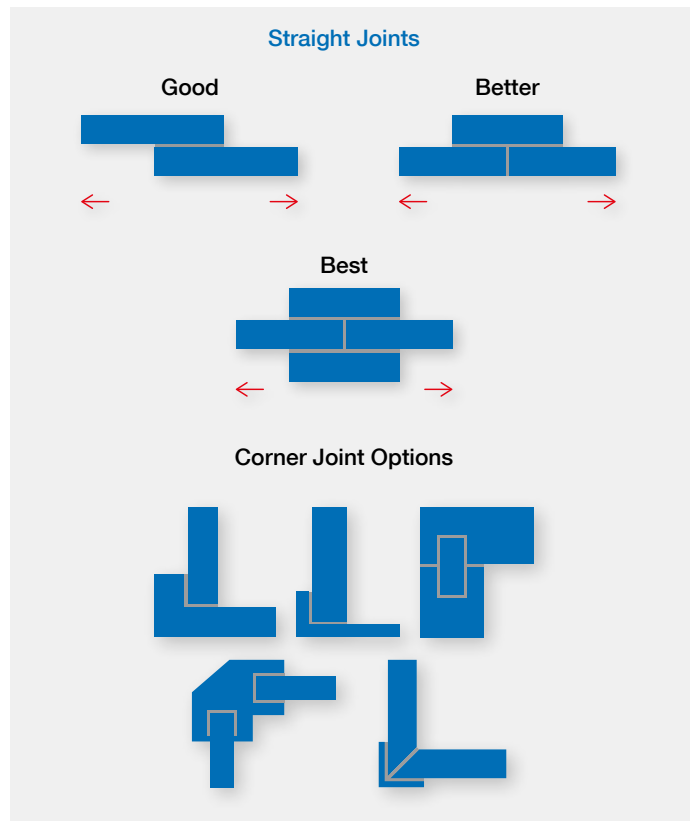 Straight Joints
Good
Better
Best
Corner Joint Options